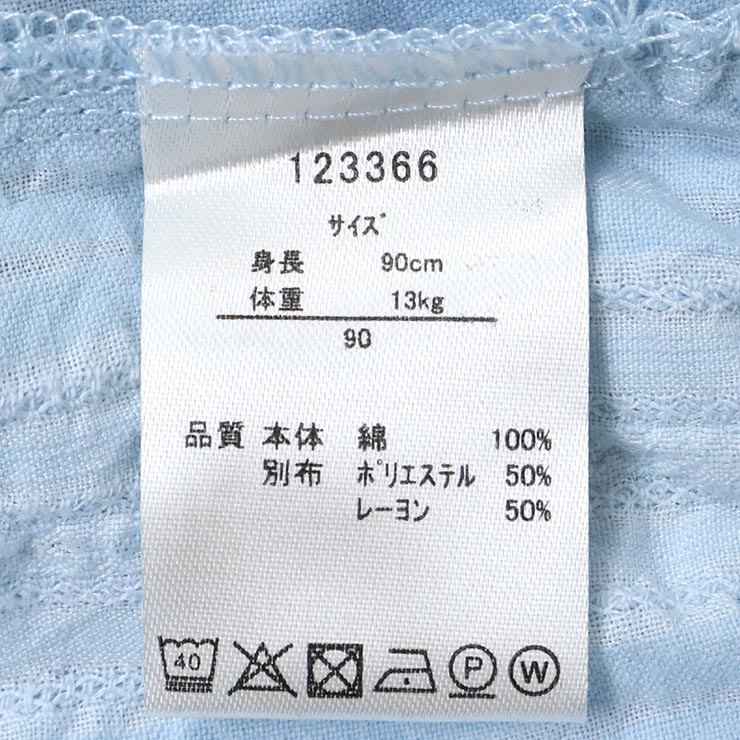 123366
サイズ
身長 90cm
体重 13kg
90
品質 本体 綿 100%
別布 ポリエステル 50%
レーヨン 50%
40 P W